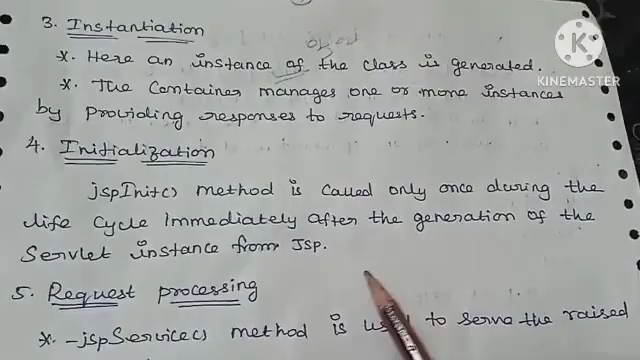 3. Instantiation
*. Here an instance of the class is generated.
*. The Container manages one or more instances
by providing responses to requests.
4. Initialization
jspInit() method is called only once during the
life cycle immediately after the generation of the
Servlet instance from Jsp.
5. Request processing
*. -jspService() method is used to serve the raised
KINEMASTER